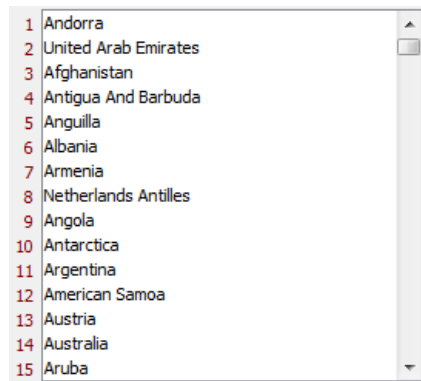 1 Andorra
2 United Arab Emirates
3 Afghanistan
4 Antigua And Barbuda
5 Anguilla
6 Albania
7 Armenia
8 Netherlands Antilles
9 Angola
10 Antarctica
11 Argentina
12 American Samoa
13 Austria
14 Australia
15 Aruba